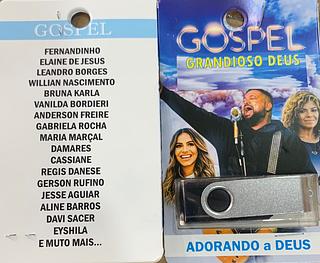 GOSPEL
FERNANDINHO
ELAINE DE JESUS
LEANDRO BORGES
WILLIAN NASCIMENTO
BRUNA KARLA
VANILDA BORDIERI
ANDERSON FREIRE
GABRIELA ROCHA
MARIA MARÇAL
DAMARES
CASSIANE
REGIS DANESE
GERSON RUFINO
JESSE AGUIAR
ALINE BARROS
DAVI SACER
EYSHILA
E MUTO MAIS...
GOSPEL
GRANDIOSO DEUS
ADORANDO a DEUS